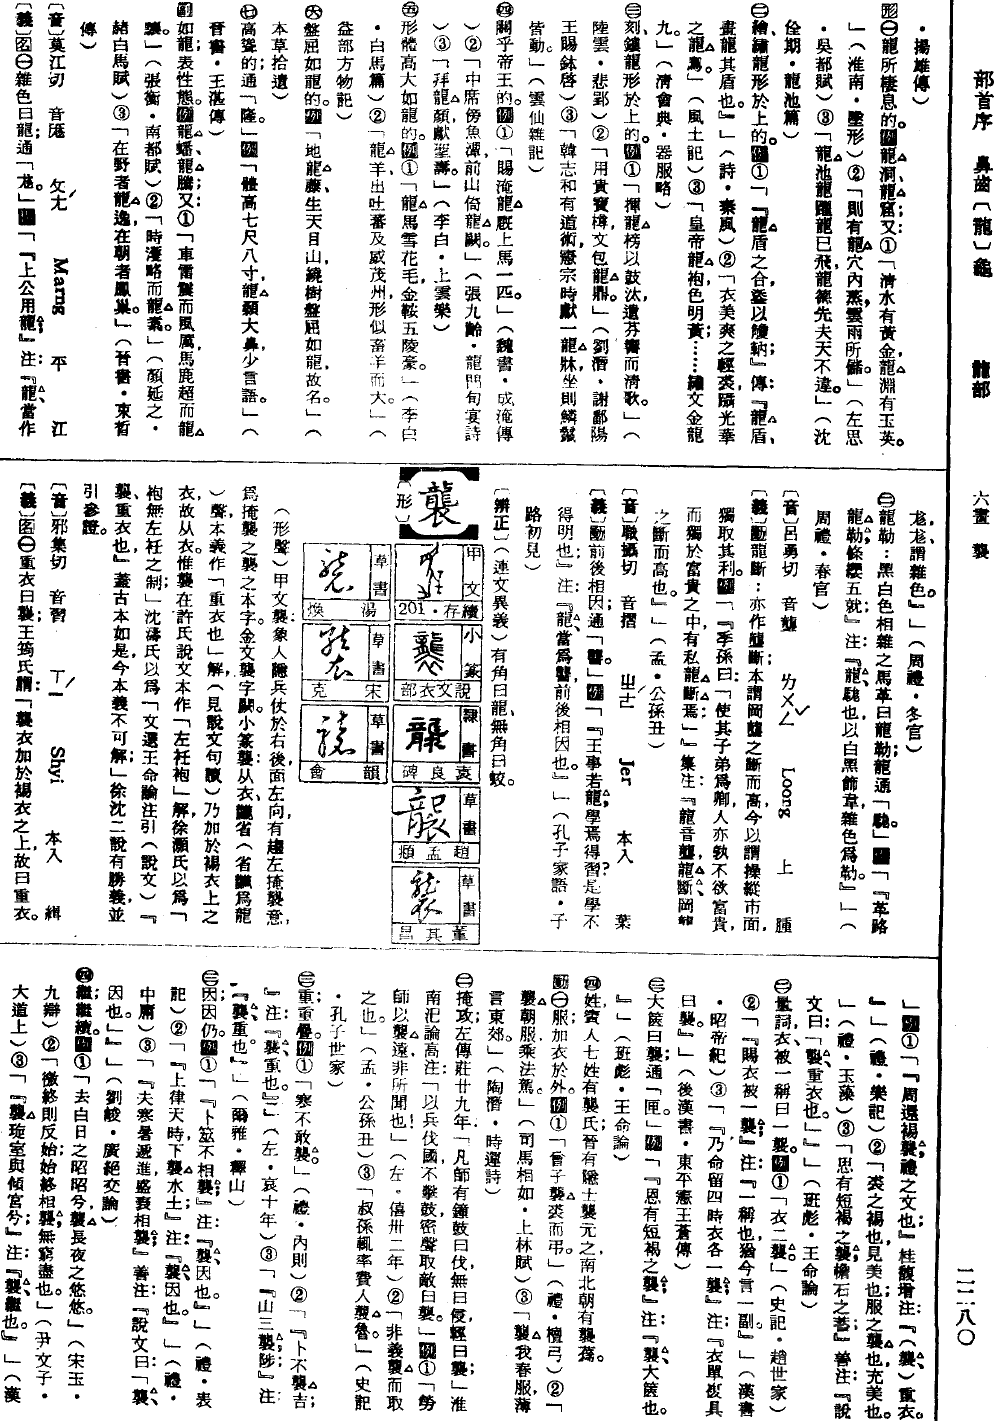 部首序 鼻齒〔龍〕龜 龍部 六畫 襲 二一八〇
・揚雄傳）
形㊀龍所棲息的。例龍洞；龍窟又：①「清水有黃金，龍淵有玉英。
」（淮南・墬形）②「則有龍穴內蒸，雲雨所儲。」（左思
・吳都賦）③「龍池躍龍龍已飛，龍德先天天不違。」（沈
佺期・龍池篇）
㊁繪繡龍形於上的。例①「『龍盾之合，鋈以觼軜』傳：『龍盾，
畫龍其盾也。』」（詩・秦風）②「衣美裘之輕裘，躡光華
之龍舄。」（風土記）③「皇帝龍袍，色明黃……繡文金龍
九。」（清會典・器服略）
㊂刻鏤龍形於上的。例①「揮龍榜以鼓汰，遺芬響而清歌。」（
陸雲・悲郢）②「用貴寶樽，文包龍鼎。」（劉潛・謝鄱陽
王賜鉢啓）③「韓志和有道術，憲宗時獻一龍牀，坐則鱗鬣
皆動。」（雲仙雜記）
㊃關乎帝王的。例①「賜淹龍廐上馬一匹。」（魏書・成淹傳
）②「中席傍魚潭，前山倚龍闕。」（張九齡・龍門旬宴詩
）③「拜龍顏，獻聖壽。」（李白・上雲樂）
㊄形體高大如龍的。例①「龍馬雪花毛，金鞍五陵豪。」（李白
・白馬篇）②「龍羊出吐蕃及威茂州，形似畜羊而大。」（
益部方物記）
㊅盤屈如龍的。例「地龍藤生天目山，繞樹盤屈如龍，故名。」（
本草拾遺）
㊆高聳的；通「隆」。例「體高七尺八寸，龍顙大鼻，少言語。」（
晉書・王湛傳）
副如龍；表性態。例龍蟠；龍騰又：①「車雷震而風厲，馬鹿超而龍
驤。」（張衡・南都賦）②「時濩略而龍翥。」（顏延之・
赭白馬賦）③「在野者龍逸，在朝者鳳巢。」（晉書・束皙
傳）
〔音〕莫江切 音尨 ㄆㄤˊ Marng 平 江
〔義〕名㊀雜色曰龍；通「尨」。例「『上公用龍』注：『龍當作
尨，尨謂雜色。』」（周禮・冬官）
㊁龍勒：黑白色相雜之馬革曰龍勒；龍通「駹」。例「『革路
龍勒，條纓五就』注：『龍，駹也，以白黑飾韋雜色爲勒。』」（
周禮・春官）
〔音〕呂勇切 音壟 ㄌㄨㄥˇ Loong 上 腫
〔義〕動龍斷：亦作壟斷；本謂岡壟之斷而高，今以謂操縱市面，
獨取其利。例「『季孫曰：「使其子弟爲卿，人亦孰不欲富貴，
而獨於富貴之中有私龍斷焉」』集注：『龍音壟，龍斷岡壟
之斷而高也。』」（孟・公孫丑）
〔音〕職攝切 音摺 ㄓㄜˊ Jer 本入 葉
〔義〕動前後相因；通「讋」。例「『王事若龍，學焉得習？是學不
得明也』注：『龍當爲讋，前後相因也。』」（孔子家語・子
路初見）
〔辨正〕（連文異義）有角曰龍，無角曰蛟。
襲
〔形〕
甲文 續存・201
小篆 說文衣部
隸書 袁良碑
草書 趙孟頫
草書 董其昌
草書 湯煥
草書 宋克
草書 韻會
（形聲）甲文襲象人隱兵仗於右後，面左向，有趨左掩襲意，
爲掩襲之襲之本字。金文襲字闕。小篆襲：从衣，龖省（省龖爲龍
）聲，本義作「重衣也」解（見說文句讀）乃加於裼衣上之
衣，故从衣。惟襲在許氏說文本作「左衽袍」解，徐灝氏以爲「
袍無左衽之制」；沈濤氏以爲「文選王命論注引（說文）『
襲，重衣也』蓋古本如是，今本義不可解」徐沈二說有勝義，並
引參證。
〔音〕邪集切 音習 ㄒㄧˊ Shyi 本入 緝
〔義〕名㊀重衣曰襲；王筠氏謂：「襲衣加於裼衣之上，故曰重衣。
」例①「『周還裼襲，禮之文也』桂馥增注：『（襲）重衣。
』」（禮・樂記）②「裘之裼也，見美也；服之襲也，充美也。
」（禮・玉藻）③「『思有短褐之襲，檐石之蓄』善注：『說
文曰：「襲，重衣也」』」（班彪・王命論）
㊁量詞：衣被一稱曰一襲。例①「衣二襲。」（史記・趙世家）
②「『賜衣被一襲』注：『一稱也，猶今言一副。』」（漢書
・昭帝紀）③「『乃命留四時衣各一襲』注：『衣單複具
曰襲。』」（後漢書・東平憲王蒼傳）
㊂大篋曰襲；通「匣」。例「『思有短褐之襲』注：『襲，大篋也。
』」（班彪・王命論）
㊃姓；齊人七姓有襲氏，晉有隱士襲元之，南北朝有襲蔿。
動㊀服；加衣於外。例①「曾子襲裘而弔。」（禮・檀弓）②「
襲朝服，乘法駕。」（司馬相如・上林賦）③「襲我春服，薄
言東郊。」（陶潛・時運詩）
㊁掩攻；左傳莊廿九年：「凡師有鐘鼓曰伐，無曰侵，輕曰襲」淮
南氾論高注：「以兵伐國，不擊鼓密聲取敵曰襲。」例①「勞
師以襲遠，非所聞也！」（左・僖卅二年）②「非義襲而取
之也。」（孟・公孫丑）③「叔孫輒率費人襲魯。」（史記
・孔子世家）
㊂重；重疊。例①「寒不敢襲。」（禮・內則）②「『卜不襲吉
』注：『襲，重也。』」（左・哀十年）③「『山三襲，陟』注：
『襲，重也』」（爾雅・釋山）
㊂因；因仍。例①「『卜筮不相襲』注：『襲，因也。』」（禮・表
記）②「『上律天時，下襲水土』注：『襲，因也。』」（禮・
中庸）③「『夫寒暑遞進，盛衰相襲』善注：『說文曰：「襲，
因也。」』」（劉峻・廣絕交論）
㊃繼；繼續。例①「去白日之昭昭兮，襲長夜之悠悠。」（宋玉・
九辯）②「徼終則反始，始終相襲，無窮盡也。」（尹文子・
大道上）③「『襲琁室與傾宮兮』注：『襲，繼也。』」（漢